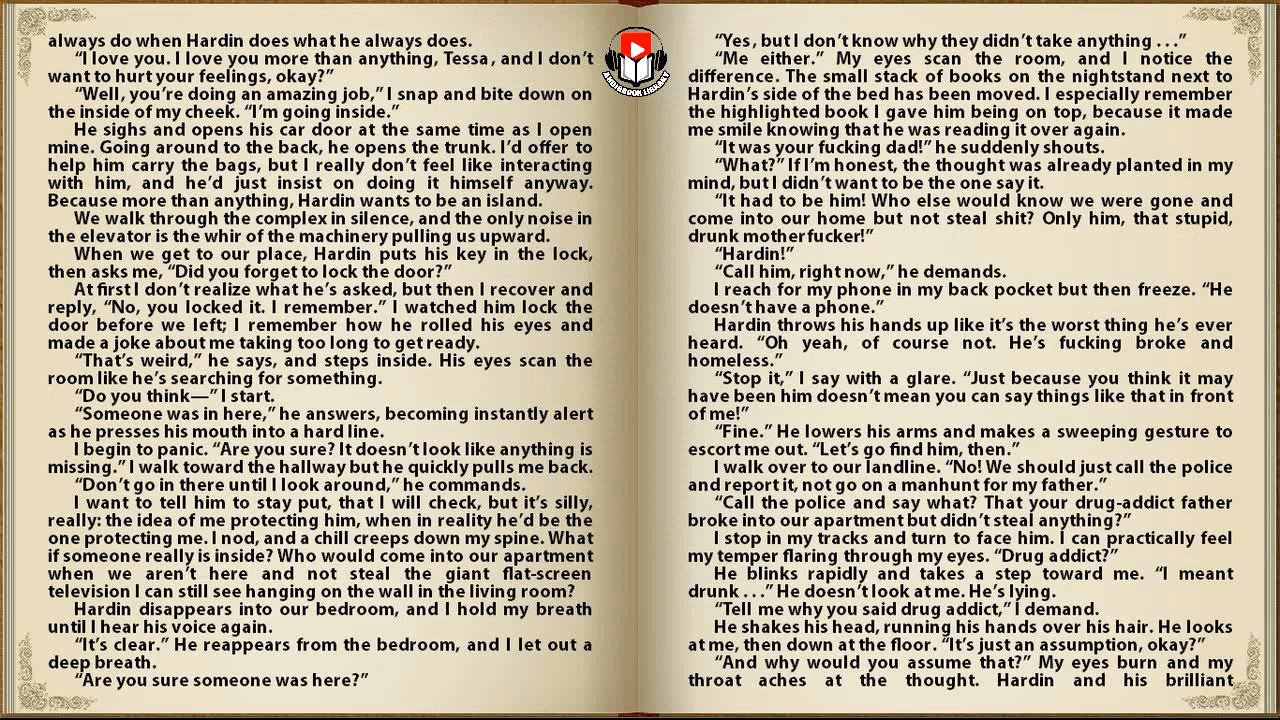 always do when Hardin does what he always does.
“I love you. I love you more than anything, Tessa, and I don’t
want to hurt your feelings, okay?”
“Well, you’re doing an amazing job,” I snap and bite down on
the inside of my cheek. “I’m going inside.”
He sighs and opens his car door at the same time as I open
mine. Going around to the back, he opens the trunk. I’d offer to
help him carry the bags, but I really don’t feel like interacting
with him, and he’d just insist on doing it himself anyway.
Because more than anything, Hardin wants to be an island.
We walk through the complex in silence, and the only noise in
the elevator is the whir of the machinery pulling us upward.
When we get to our place, Hardin puts his key in the lock,
then asks me, “Did you forget to lock the door?”
At first I don’t realize what he’s asked, but then I recover and
reply, “No, you locked it. I remember.” I watched him lock the
door before we left; I remember how he rolled his eyes and
made a joke about me taking too long to get ready.
“That’s weird,” he says, and steps inside. His eyes scan the
room like he’s searching for something.
“Do you think—” I start.
“Someone was in here,” he answers, becoming instantly alert
as he presses his mouth into a hard line.
I begin to panic. “Are you sure? It doesn’t look like anything is
missing.” I walk toward the hallway but he quickly pulls me back.
“Don’t go in there until I look around,” he commands.
I want to tell him to stay put, that I will check, but it’s silly,
really: the idea of me protecting him, when in reality he’d be the
one protecting me. I nod, and a chill creeps down my spine. What
if someone really is inside? Who would come into our apartment
when we aren’t here and not steal the giant flat-screen
television I can still see hanging on the wall in the living room?
Hardin disappears into our bedroom, and I hold my breath
until I hear his voice again.
“It’s clear.” He reappears from the bedroom, and I let out a
deep breath.
“Are you sure someone was here?”
AUDIOBOOK LIBRARY
“Yes, but I don’t know why they didn’t take anything . . .”
“Me either.” My eyes scan the room, and I notice the
difference. The small stack of books on the nightstand next to
Hardin’s side of the bed has been moved. I especially remember
the highlighted book I gave him being on top, because it made
me smile knowing that he was reading it over again.
“It was your fucking dad!” he suddenly shouts.
“What?” If I’m honest, the thought was already planted in my
mind, but I didn’t want to be the one say it.
“It had to be him! Who else would know we were gone and
come into our home but not steal shit? Only him, that stupid,
drunk motherfucker!”
“Hardin!”
“Call him, right now,” he demands.
I reach for my phone in my back pocket but then freeze. “He
doesn’t have a phone.”
Hardin throws his hands up like it’s the worst thing he’s ever
heard. “Oh yeah, of course not. He’s fucking broke and
homeless.”
“Stop it,” I say with a glare. “Just because you think it may
have been him doesn’t mean you can say things like that in front
of me!”
“Fine.” He lowers his arms and makes a sweeping gesture to
escort me out. “Let’s go find him, then.”
I walk over to our landline. “No! We should just call the police
and report it, not go on a manhunt for my father.”
“Call the police and say what? That your drug-addict father
broke into our apartment but didn’t steal anything?”
I stop in my tracks and turn to face him. I can practically feel
my temper flaring through my eyes. “Drug addict?”
He blinks rapidly and takes a step toward me. “I meant
drunk . . .” He doesn’t look at me. He’s lying.
“Tell me why you said drug addict,” I demand.
He shakes his head, running his hands over his hair. He looks
at me, then down at the floor. “It’s just an assumption, okay?”
“And why would you assume that?” My eyes burn and my
throat aches at the thought. Hardin and his brilliant